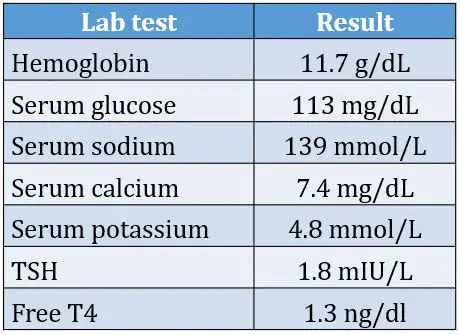 Lab test Result
Hemoglobin 11.7 g/dL
Serum glucose 113 mg/dL
Serum sodium 139 mmol/L
Serum calcium 7.4 mg/dL
Serum potassium 4.8 mmol/L
TSH 1.8 mIU/L
Free T4 1.3 ng/dl